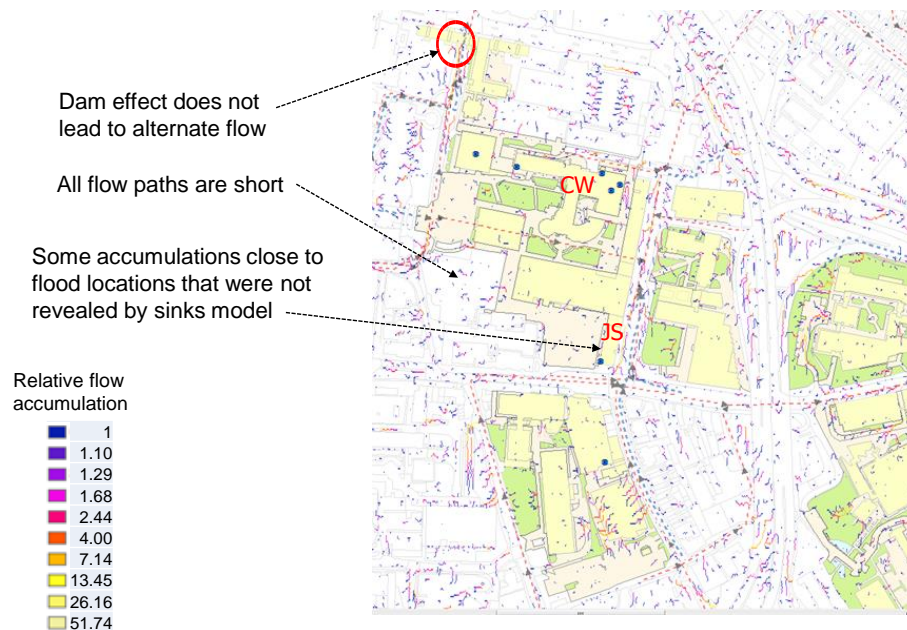 Dam effect does not
lead to alternate flow
All flow paths are short
CW
Some accumulations close to
flood locations that were not
revealed by sinks model
JS
Relative flow
accumulation
1
1.10
1.29
1.68
2.44
4.00
7.14
13.45
26.16
51.74